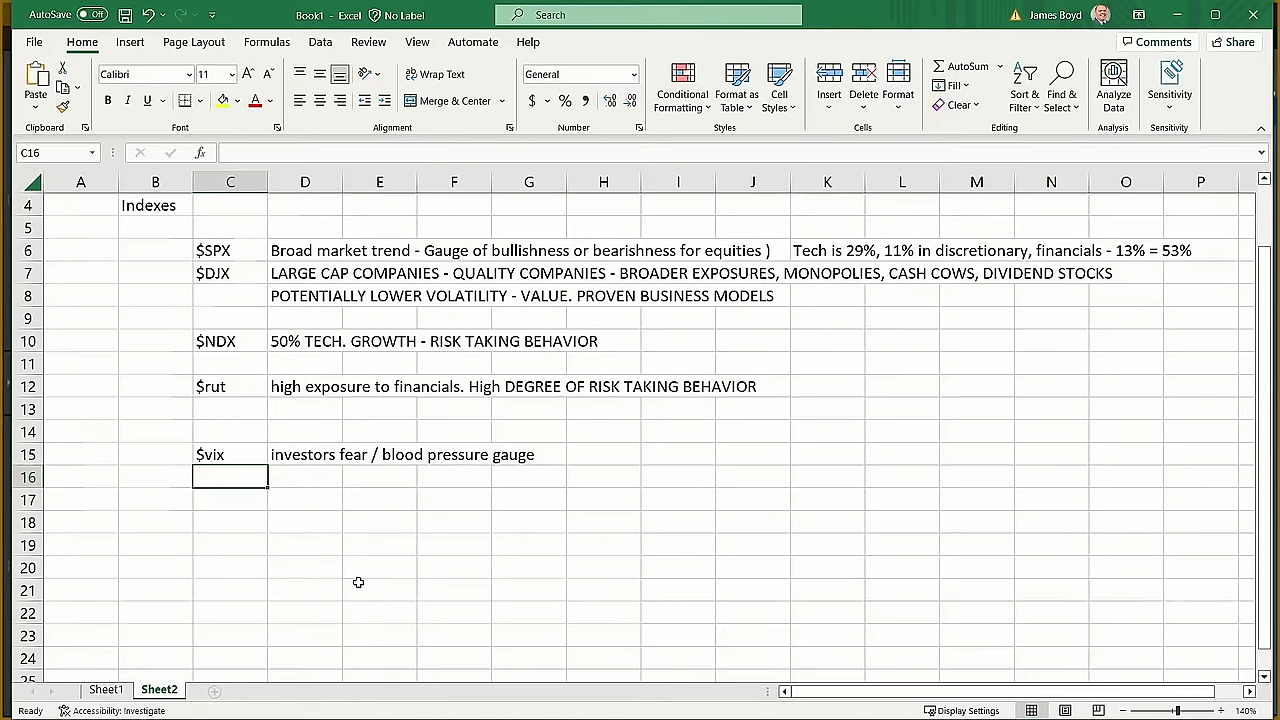 AutoSave Off Book1 - Excel No Label Search James Boyd
File Home Insert Page Layout Formulas Data Review View Automate Help Comments Share
Paste Calibri 11 Wrap Text General Conditional Formatting Format as Table Cell Styles Insert Delete Format AutoSum Fill Clear Sort & Filter Find & Select Analyze Data Sensitivity
B I U A Merge & Center $ % ,
Clipboard Font Alignment Number Styles Cells Editing Analysis Sensitivity
C16 fx
A B C D E F G H I J K L M N O P
4 Indexes
5
6 $SPX Broad market trend - Gauge of bullishness or bearishness for equities ) Tech is 29%, 11% in discretionary, financials - 13% = 53%
7 $DJX LARGE CAP COMPANIES - QUALITY COMPANIES - BROADER EXPOSURES, MONOPOLIES, CASH COWS, DIVIDEND STOCKS
8 POTENTIALLY LOWER VOLATILITY - VALUE. PROVEN BUSINESS MODELS
9
10 $NDX 50% TECH. GROWTH - RISK TAKING BEHAVIOR
11
12 $rut high exposure to financials. High DEGREE OF RISK TAKING BEHAVIOR
13
14
15 $vix investors fear / blood pressure gauge
16
17
18
19
20
21
22
23
24
25
Sheet1 Sheet2
Ready Accessibility: Investigate Display Settings 140%